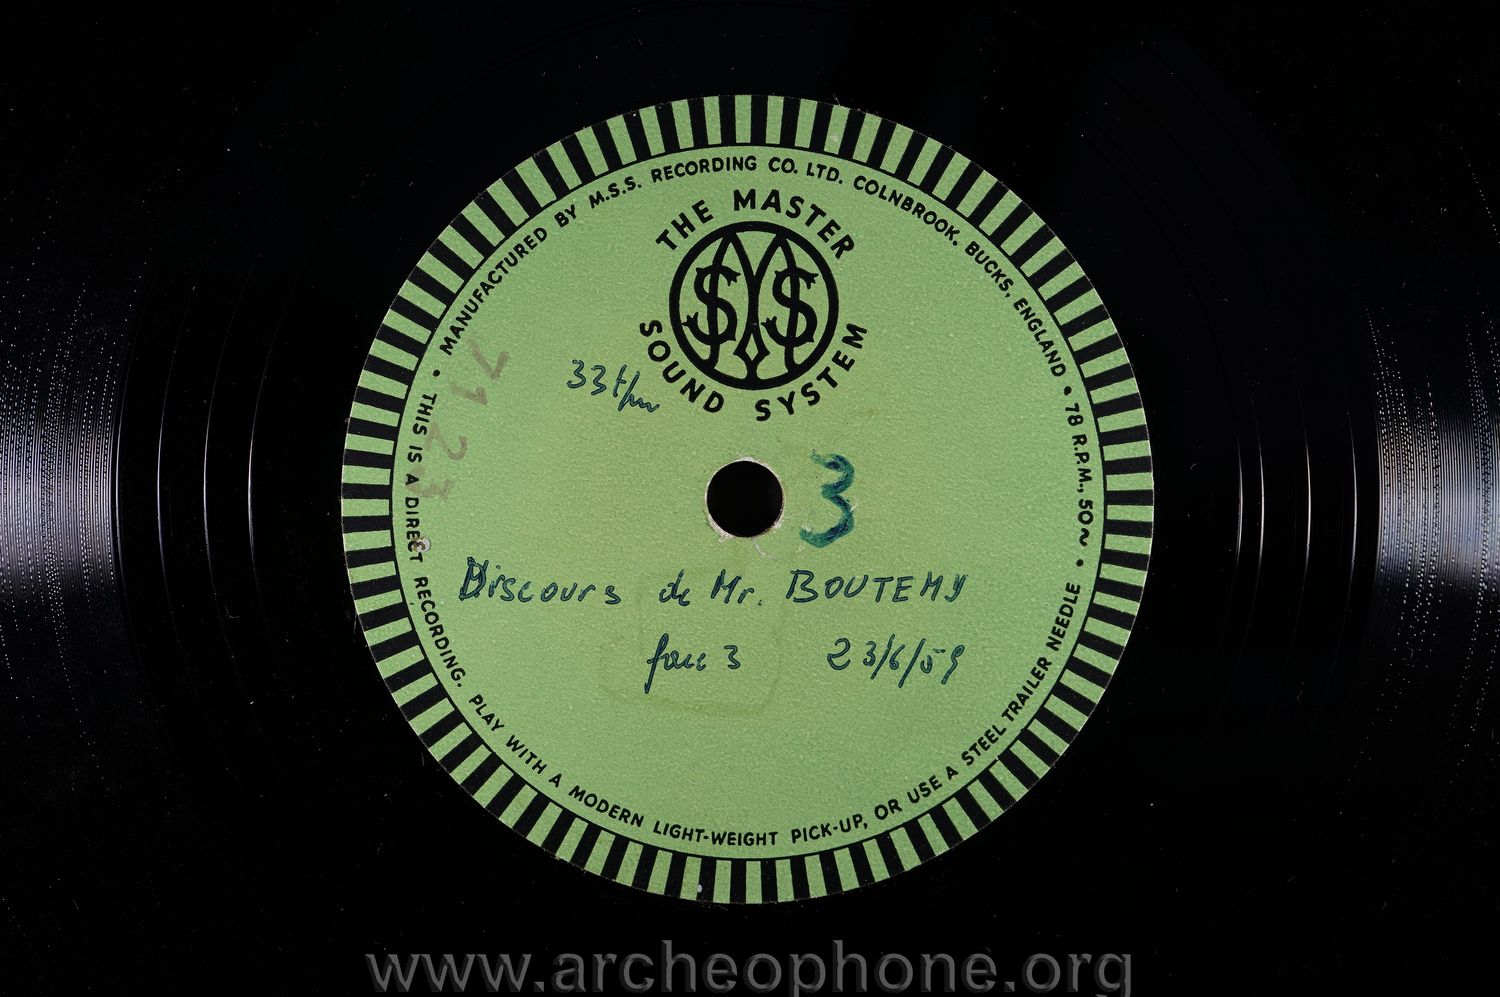 MANUFACTURED BY M.S.S. RECORDING CO. LTD. COLNBROOK. BUCKS, ENGLAND • 78 R.P.M., 50~ •
THIS IS A DIRECT RECORDING. PLAY WITH A MODERN LIGHT-WEIGHT PICK-UP, OR USE A STEEL TRAILER NEEDLE •
THE MASTER
MSS
SOUND SYSTEM
33t/m
7123
3
Discours de Mr. BOUTEMY
face 3 23/6/59
www.archeophone.org